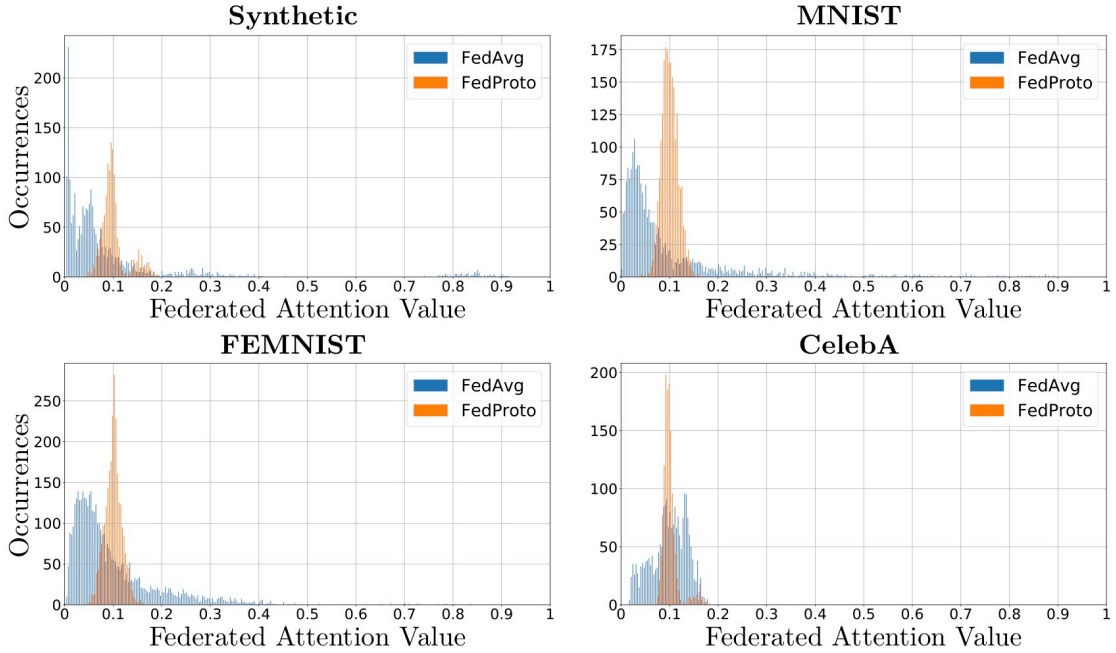 Synthetic
Occurrences
200
150
100
50
0
0 0.1 0.2 0.3 0.4 0.5 0.6 0.7 0.8 0.9 1
Federated Attention Value
FedAvg
FedProto
MNIST
175
150
125
100
75
50
25
0
0 0.1 0.2 0.3 0.4 0.5 0.6 0.7 0.8 0.9 1
Federated Attention Value
FedAvg
FedProto
FEMNIST
Occurrences
250
200
150
100
50
0
0 0.1 0.2 0.3 0.4 0.5 0.6 0.7 0.8 0.9 1
Federated Attention Value
FedAvg
FedProto
CelebA
200
150
100
50
0
0 0.1 0.2 0.3 0.4 0.5 0.6 0.7 0.8 0.9 1
Federated Attention Value
FedAvg
FedProto